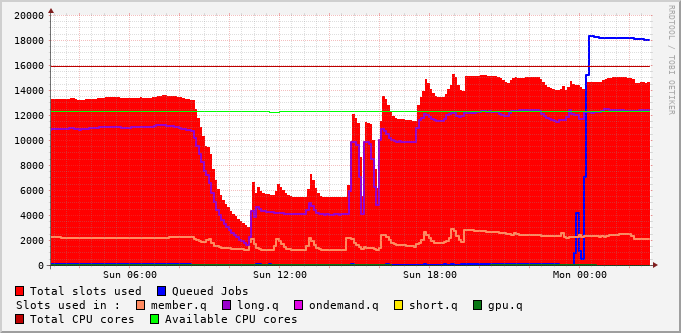 20000
18000
16000
14000
12000
10000
8000
6000
4000
2000
0
Sun 06:00 Sun 12:00 Sun 18:00 Mon 00:00
RRDTOOL / TOBI OETIKER
Total slots used Queued Jobs
Slots used in : member.q long.q ondemand.q short.q gpu.q
Total CPU cores Available CPU cores